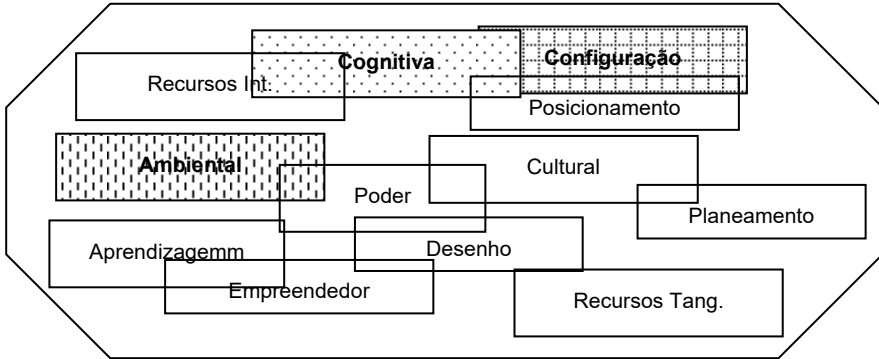 Cognitiva
Configuração
Recursos Int.
Posicionamento
Ambiental
Cultural
Poder
Planeamento
Aprendizagemm
Desenho
Empreendedor
Recursos Tang.